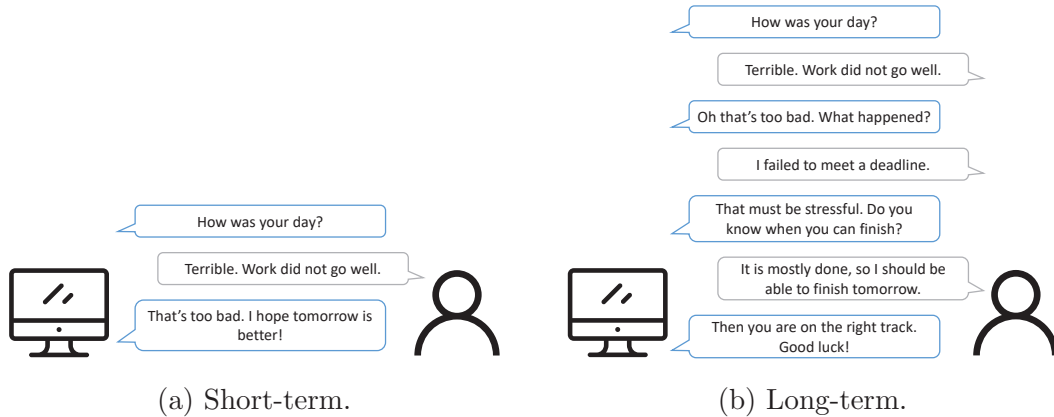 How was your day?
Terrible. Work did not go well.
That's too bad. I hope tomorrow is
better!
(a) Short-term.
How was your day?
Terrible. Work did not go well.
Oh that's too bad. What happened?
I failed to meet a deadline.
That must be stressful. Do you
know when you can finish?
It is mostly done, so I should be
able to finish tomorrow.
Then you are on the right track.
Good luck!
(b) Long-term.